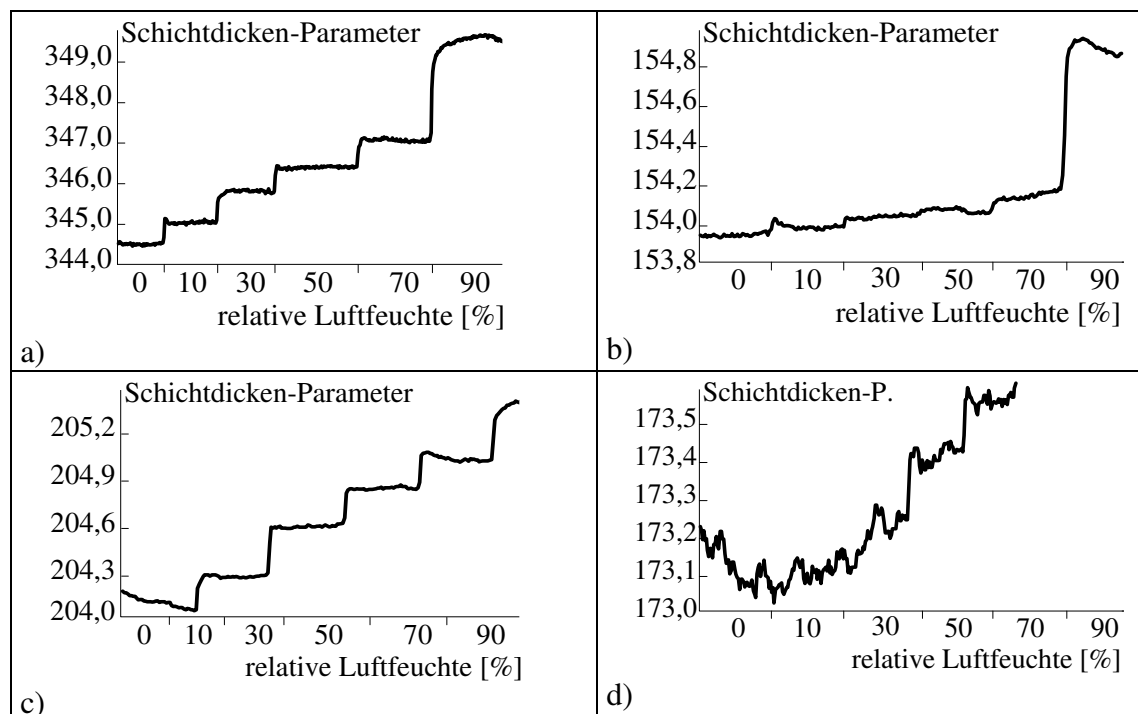 Schichtdicken-Parameter
349,0
348,0
347,0
346,0
345,0
344,0
0 10 30 50 70 90
relative Luftfeuchte [%]
a)
Schichtdicken-Parameter
154,8
154,6
154,4
154,2
154,0
153,8
0 10 30 50 70 90
relative Luftfeuchte [%]
b)
Schichtdicken-Parameter
205,2
204,9
204,6
204,3
204,0
0 10 30 50 70 90
relative Luftfeuchte [%]
c)
Schichtdicken-P.
173,5
173,4
173,3
173,2
173,1
173,0
0 10 30 50 70 90
relative Luftfeuchte [%]
d)